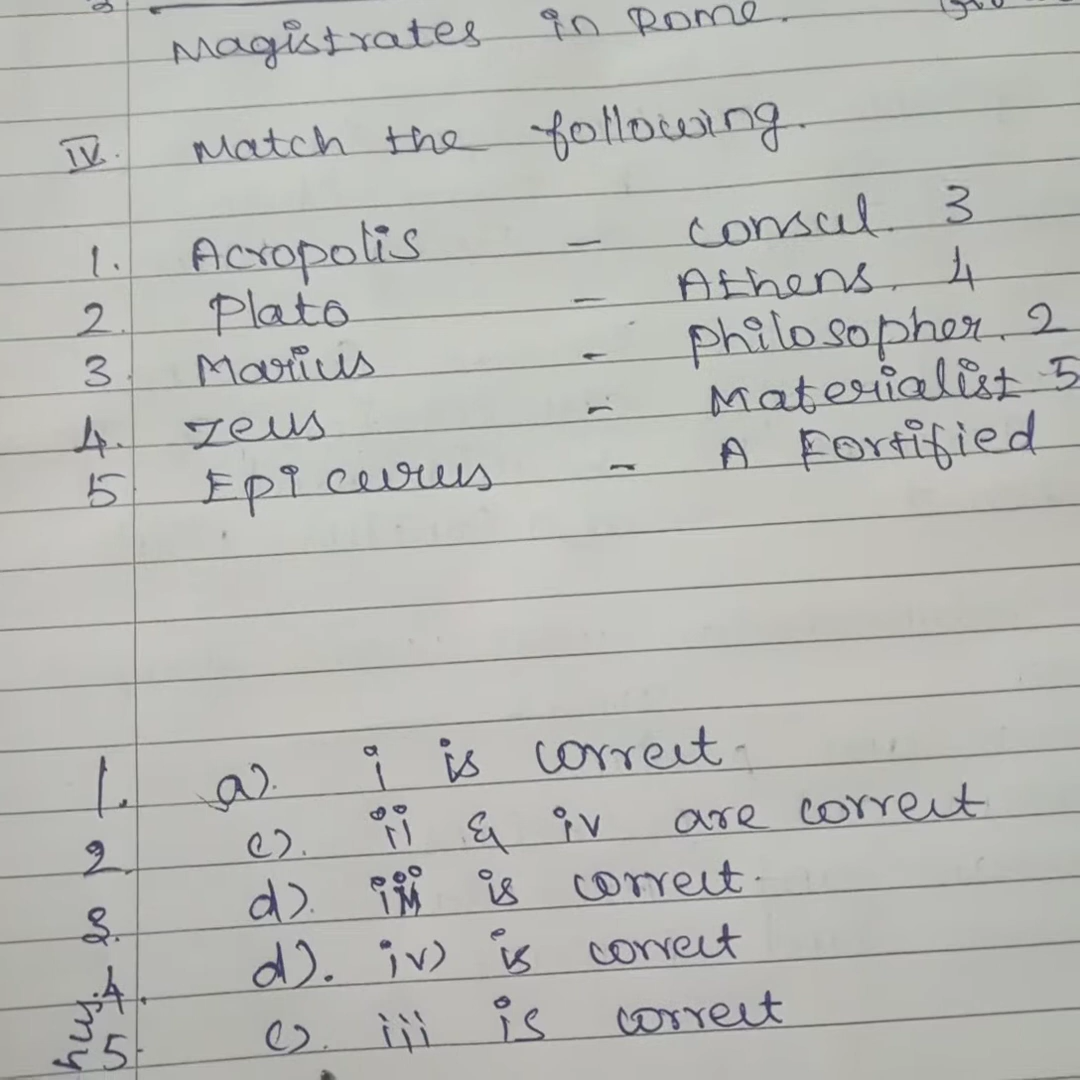 Magistrates in Rome.
IV. Match the following.
1. Acropolis - Consul. 3
2. Plato - Athens. 4
3. Marius - Philosopher. 2
4. Zeus - Materialist 5
5 Epicurus - A Fortified
1. a). i is correct.
2. c). ii & iv are correct
3. d). iii is correct.
4. d). iv) is correct
5. c). iii is correct